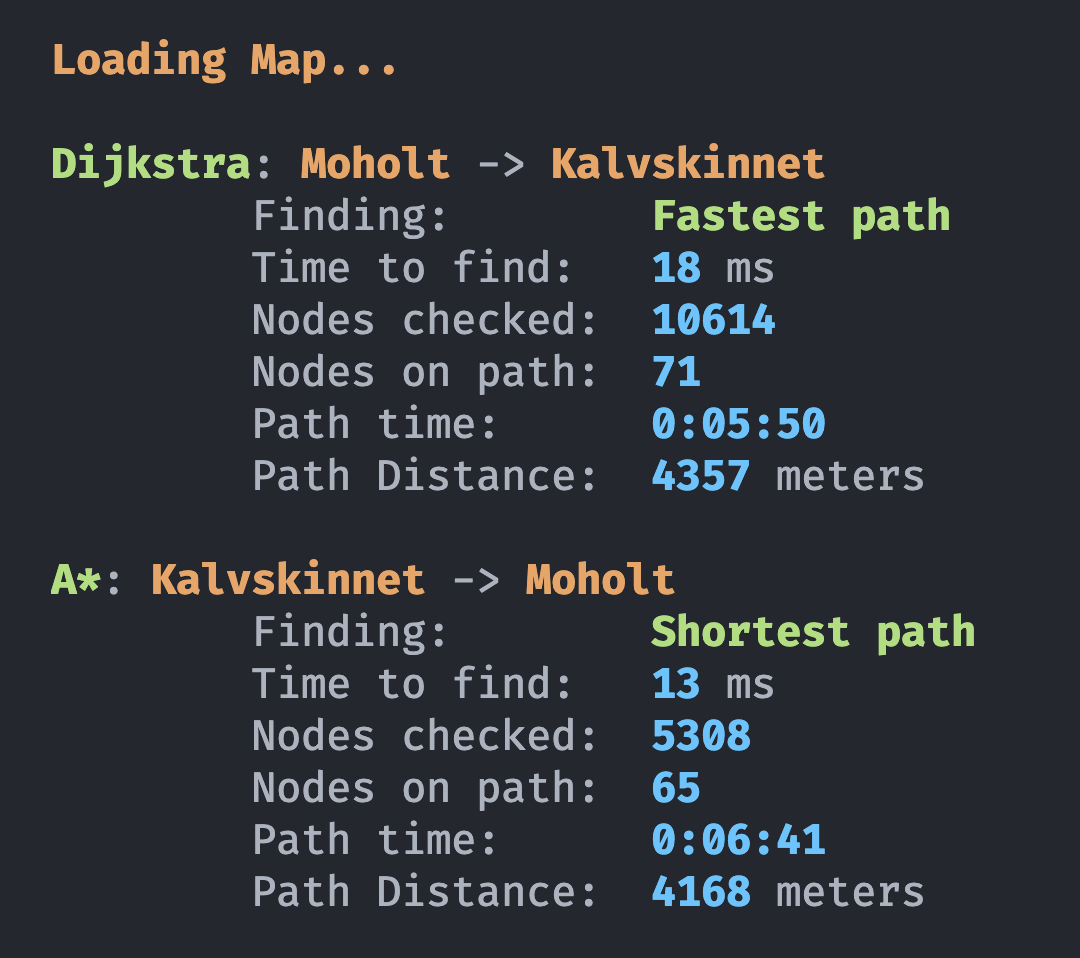 Loading Map...
Dijkstra: Moholt -> Kalvskinnet
Finding: Fastest path
Time to find: 18 ms
Nodes checked: 10614
Nodes on path: 71
Path time: 0:05:50
Path Distance: 4357 meters
A*: Kalvskinnet -> Moholt
Finding: Shortest path
Time to find: 13 ms
Nodes checked: 5308
Nodes on path: 65
Path time: 0:06:41
Path Distance: 4168 meters